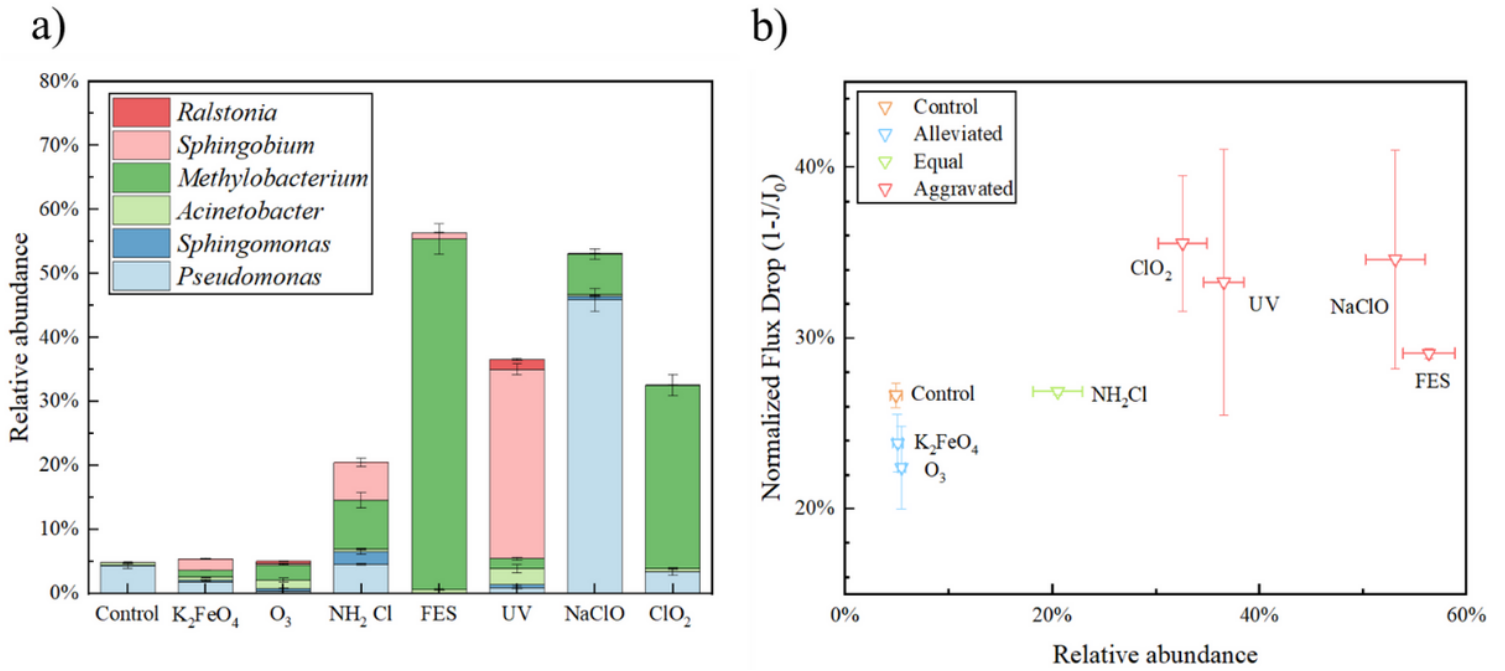 a)
80%
70%
60%
50%
40%
30%
20%
10%
0%
Relative abundance
Ralstonia
Sphingobium
Methylobacterium
Acinetobacter
Sphingomonas
Pseudomonas
Control K₂FeO₄ O₃ NH₂ Cl FES UV NaClO ClO₂
b)
40%
30%
20%
Normalized Flux Drop (1-J/J₀)
Control
Alleviated
Equal
Aggravated
ClO₂
UV
NaClO
FES
Control
NH₂Cl
K₂FeO₄
O₃
0% 20% 40% 60%
Relative abundance